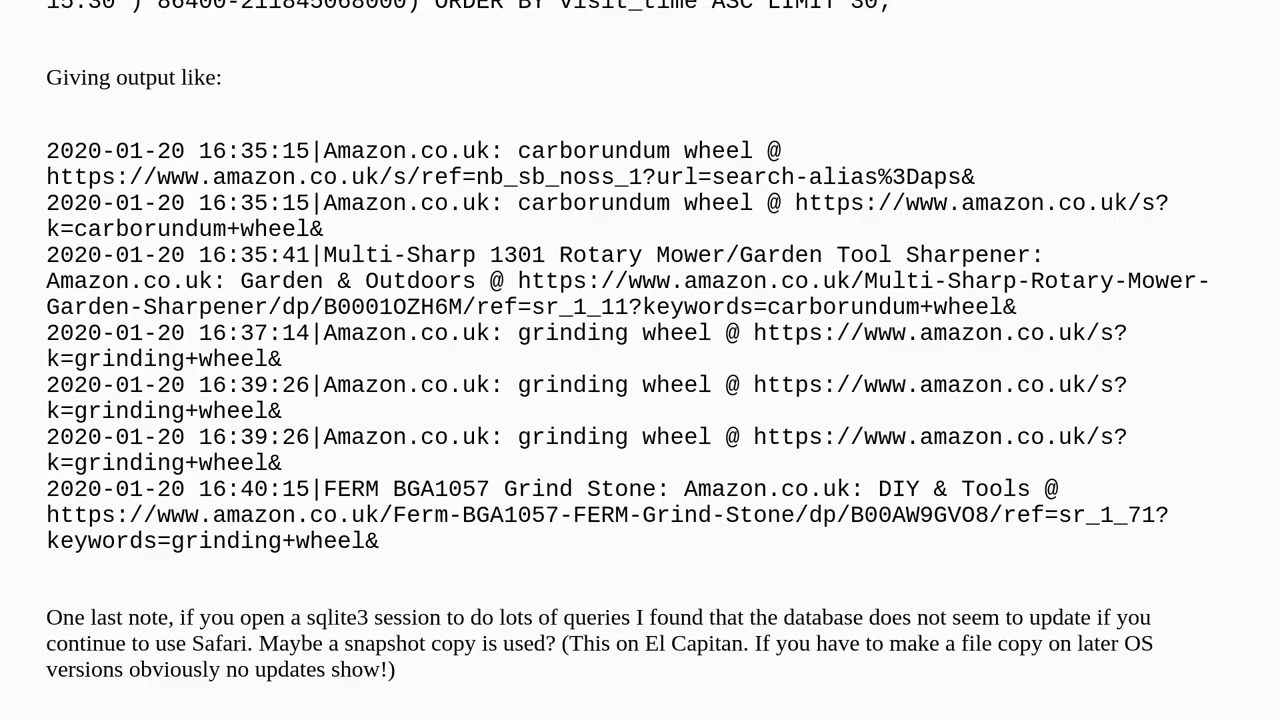 15:30") 86400-211845068000) ORDER BY visit_time ASC LIMIT 30;
Giving output like:
2020-01-20 16:35:15|Amazon.co.uk: carborundum wheel @
https://www.amazon.co.uk/s/ref=nb_sb_noss_1?url=search-alias%3Daps&
2020-01-20 16:35:15|Amazon.co.uk: carborundum wheel @ https://www.amazon.co.uk/s?
k=carborundum+wheel&
2020-01-20 16:35:41|Multi-Sharp 1301 Rotary Mower/Garden Tool Sharpener:
Amazon.co.uk: Garden & Outdoors @ https://www.amazon.co.uk/Multi-Sharp-Rotary-Mower-
Garden-Sharpener/dp/B0001OZH6M/ref=sr_1_11?keywords=carborundum+wheel&
2020-01-20 16:37:14|Amazon.co.uk: grinding wheel @ https://www.amazon.co.uk/s?
k=grinding+wheel&
2020-01-20 16:39:26|Amazon.co.uk: grinding wheel @ https://www.amazon.co.uk/s?
k=grinding+wheel&
2020-01-20 16:39:26|Amazon.co.uk: grinding wheel @ https://www.amazon.co.uk/s?
k=grinding+wheel&
2020-01-20 16:40:15|FERM BGA1057 Grind Stone: Amazon.co.uk: DIY & Tools @
https://www.amazon.co.uk/Ferm-BGA1057-FERM-Grind-Stone/dp/B00AW9GVO8/ref=sr_1_71?
keywords=grinding+wheel&
One last note, if you open a sqlite3 session to do lots of queries I found that the database does not seem to update if you
continue to use Safari. Maybe a snapshot copy is used? (This on El Capitan. If you have to make a file copy on later OS
versions obviously no updates show!)